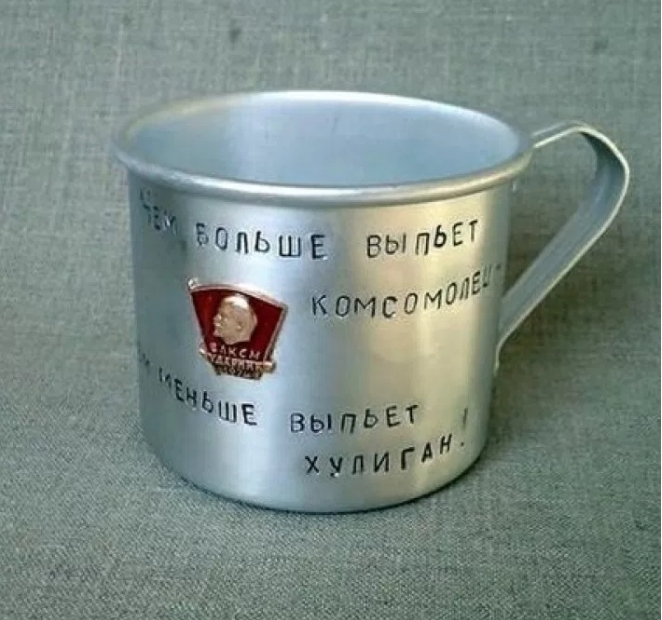 ЧЕМ БОЛЬШЕ ВЫПЬЕТ
КОМСОМОЛЕЦ-
ВЛКСМ
МЕНЬШЕ ВЫПЬЕТ
ХУЛИГАН!